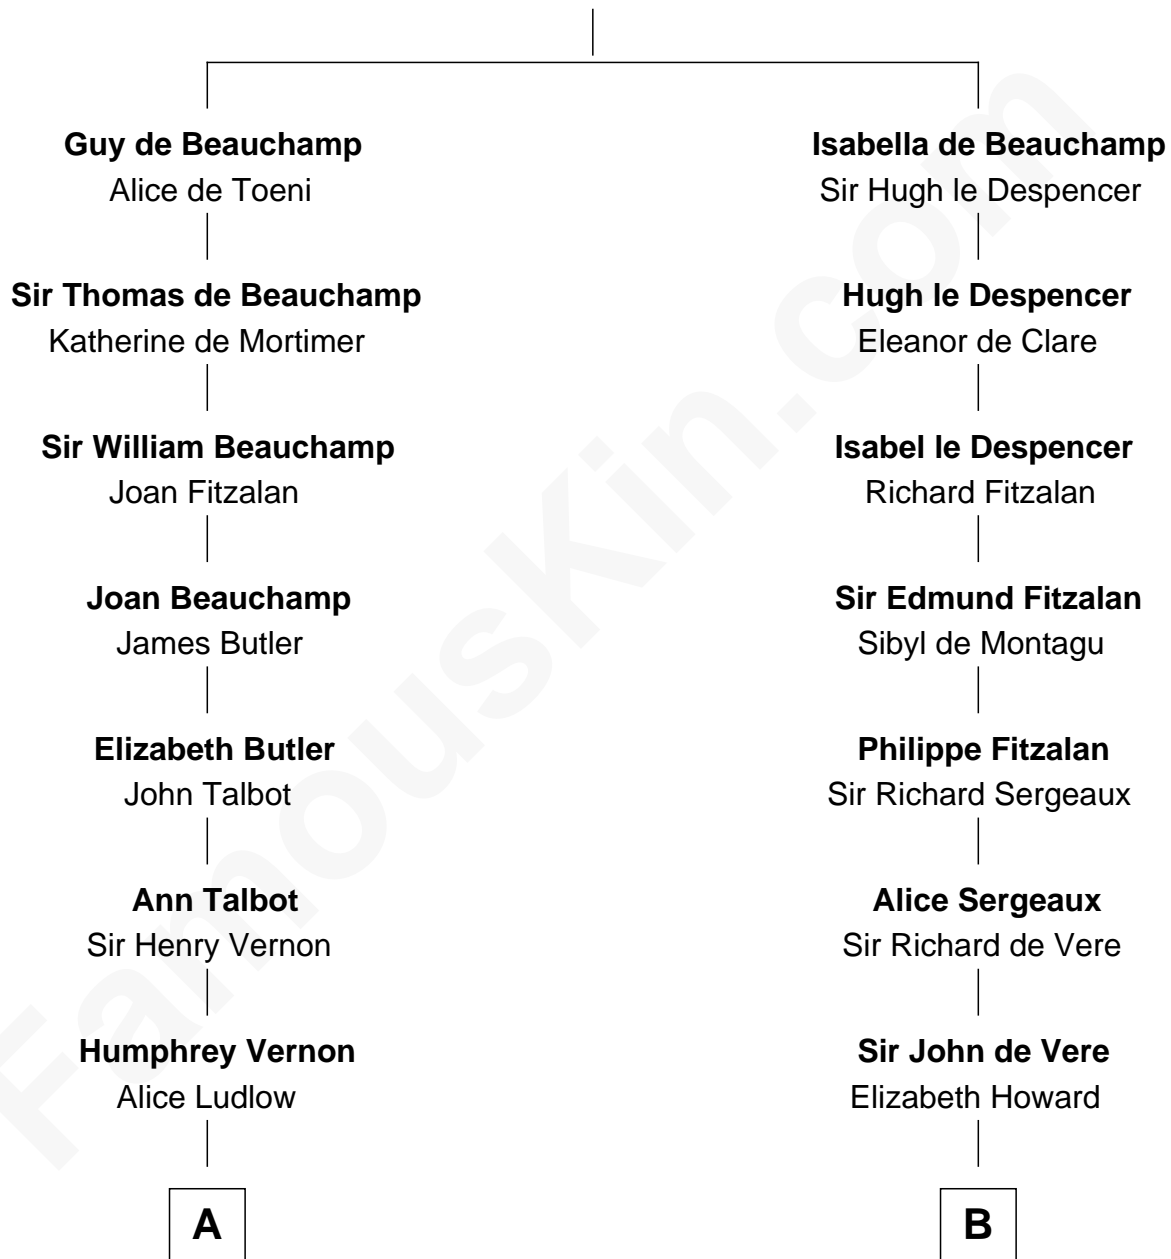 Guy de Beauchamp
Alice de Toeni
Isabella de Beauchamp
Sir Hugh le Despencer
Sir Thomas de Beauchamp
Katherine de Mortimer
Hugh le Despencer
Eleanor de Clare
Sir William Beauchamp
Joan Fitzalan
Isabel le Despencer
Richard Fitzalan
Joan Beauchamp
James Butler
Sir Edmund Fitzalan
Sibyl de Montagu
Elizabeth Butler
John Talbot
Philippe Fitzalan
Sir Richard Sergeaux
Ann Talbot
Sir Henry Vernon
Alice Sergeaux
Sir Richard de Vere
Humphrey Vernon
Alice Ludlow
Sir John de Vere
Elizabeth Howard
A
B
FamousKin.com